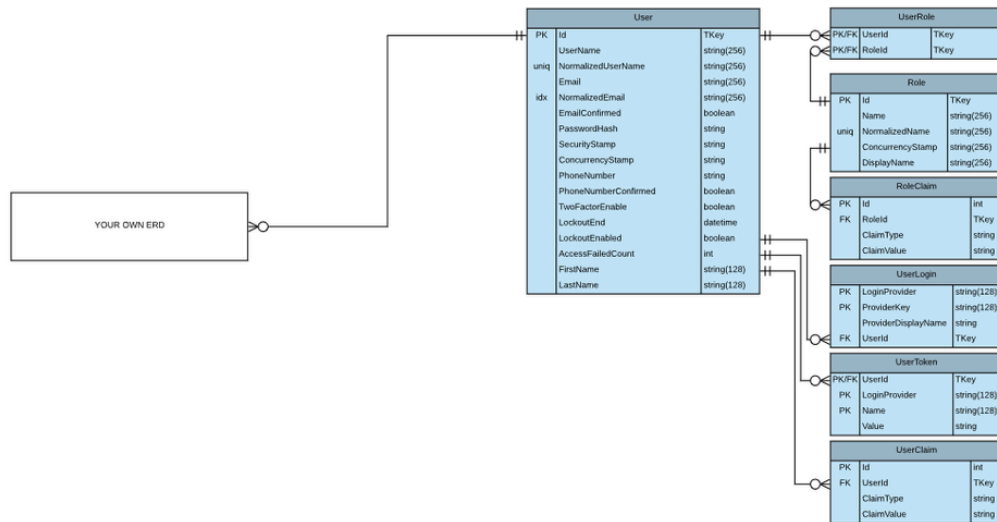 YOUR OWN ERD
User
PK Id TKey
UserName string(256)
uniq NormalizedUserName string(256)
Email string(256)
idx NormalizedEmail string(256)
EmailConfirmed boolean
PasswordHash string
SecurityStamp string
ConcurrencyStamp string
PhoneNumber string
PhoneNumberConfirmed boolean
TwoFactorEnable boolean
LockoutEnd datetime
LockoutEnabled boolean
AccessFailedCount int
FirstName string(128)
LastName string(128)
UserRole
PK/FK UserId TKey
PK/FK RoleId TKey
Role
PK Id TKey
Name string(256)
uniq NormalizedName string(256)
ConcurrencyStamp string(256)
DisplayName string(256)
RoleClaim
PK Id int
FK RoleId TKey
ClaimType string
ClaimValue string
UserLogin
PK LoginProvider string(128)
PK ProviderKey string(128)
ProviderDisplayName string
FK UserId TKey
UserToken
PK/FK UserId TKey
PK LoginProvider string(128)
PK Name string(128)
Value string
UserClaim
PK Id int
FK UserId TKey
ClaimType string
ClaimValue string